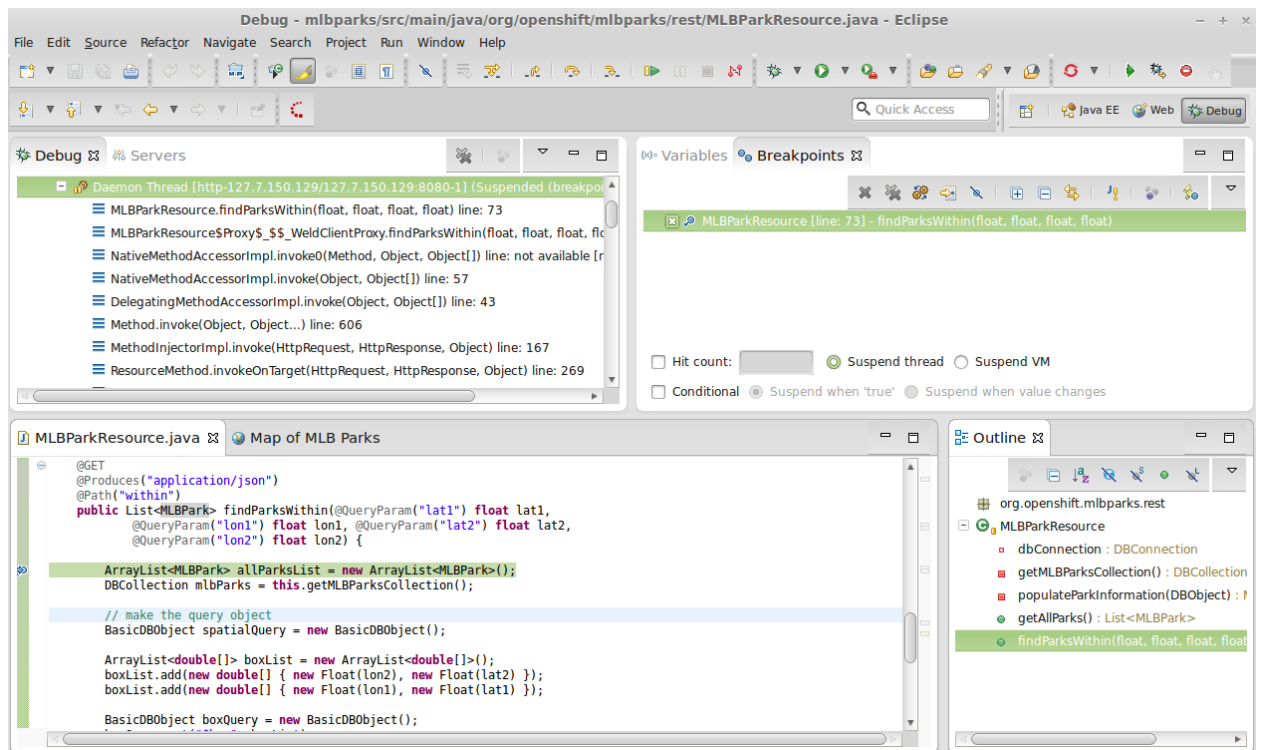 Debug - mlbparks/src/main/java/org/openshift/mlbparks/rest/MLBParkResource.java - Eclipse
File Edit Source Refactor Navigate Search Project Run Window Help
Quick Access
Java EE
Web
Debug
Debug
Servers
Daemon Thread [http-127.7.150.129/127.7.150.129:8080-1] (Suspended (breakpoi
MLBParkResource.findParksWithin(float, float, float, float) line: 73
MLBParkResource$Proxy$_$$_WeldClientProxy.findParksWithin(float, float, float, flo
NativeMethodAccessorImpl.invoke0(Method, Object, Object[]) line: not available [r
NativeMethodAccessorImpl.invoke(Object, Object[]) line: 57
DelegatingMethodAccessorImpl.invoke(Object, Object[]) line: 43
Method.invoke(Object, Object...) line: 606
MethodInjectorImpl.invoke(HttpRequest, HttpResponse, Object) line: 167
ResourceMethod.invokeOnTarget(HttpRequest, HttpResponse, Object) line: 269
(x)= Variables
Breakpoints
MLBParkResource [line: 73] - findParksWithin(float, float, float, float)
Hit count:
Suspend thread
Suspend VM
Conditional
Suspend when 'true'
Suspend when value changes
MLBParkResource.java
Map of MLB Parks
@GET
@Produces("application/json")
@Path("within")
public List<MLBPark> findParksWithin(@QueryParam("lat1") float lat1,
@QueryParam("lon1") float lon1, @QueryParam("lat2") float lat2,
@QueryParam("lon2") float lon2) {
ArrayList<MLBPark> allParksList = new ArrayList<MLBPark>();
DBCollection mlbParks = this.getMLBParksCollection();
// make the query object
BasicDBObject spatialQuery = new BasicDBObject();
ArrayList<double[]> boxList = new ArrayList<double[]>();
boxList.add(new double[] { new Float(lon2), new Float(lat2) });
boxList.add(new double[] { new Float(lon1), new Float(lat1) });
BasicDBObject boxQuery = new BasicDBObject();
Outline
org.openshift.mlbparks.rest
MLBParkResource
dbConnection : DBConnection
getMLBParksCollection() : DBCollection
populateParkInformation(DBObject) : M
getAllParks() : List<MLBPark>
findParksWithin(float, float, float, float